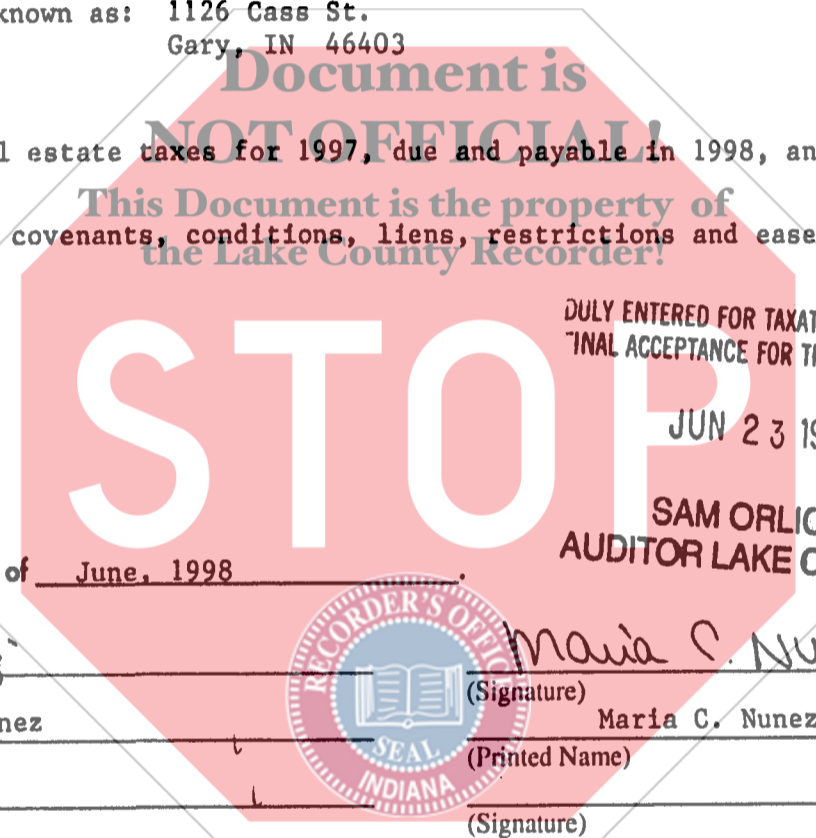 known as: 1126 Cass St.
Gary, IN 46403
Document is
NOT OFFICIAL!
l estate taxes for 1997, due and payable in 1998, an
This Document is the property of
covenants, conditions, liens, restrictions and ease
the Lake County Recorder!
DULY ENTERED FOR TAXAT
INAL ACCEPTANCE FOR T
JUN 23 19
STOP
SAM ORLIC
AUDITOR LAKE C
of June, 1998.
RECORDER'S OFFIC
SEAL
INDIANA
Maria C. Nu
(Signature)
nez
Maria C. Nunez
(Printed Name)
(Signature)